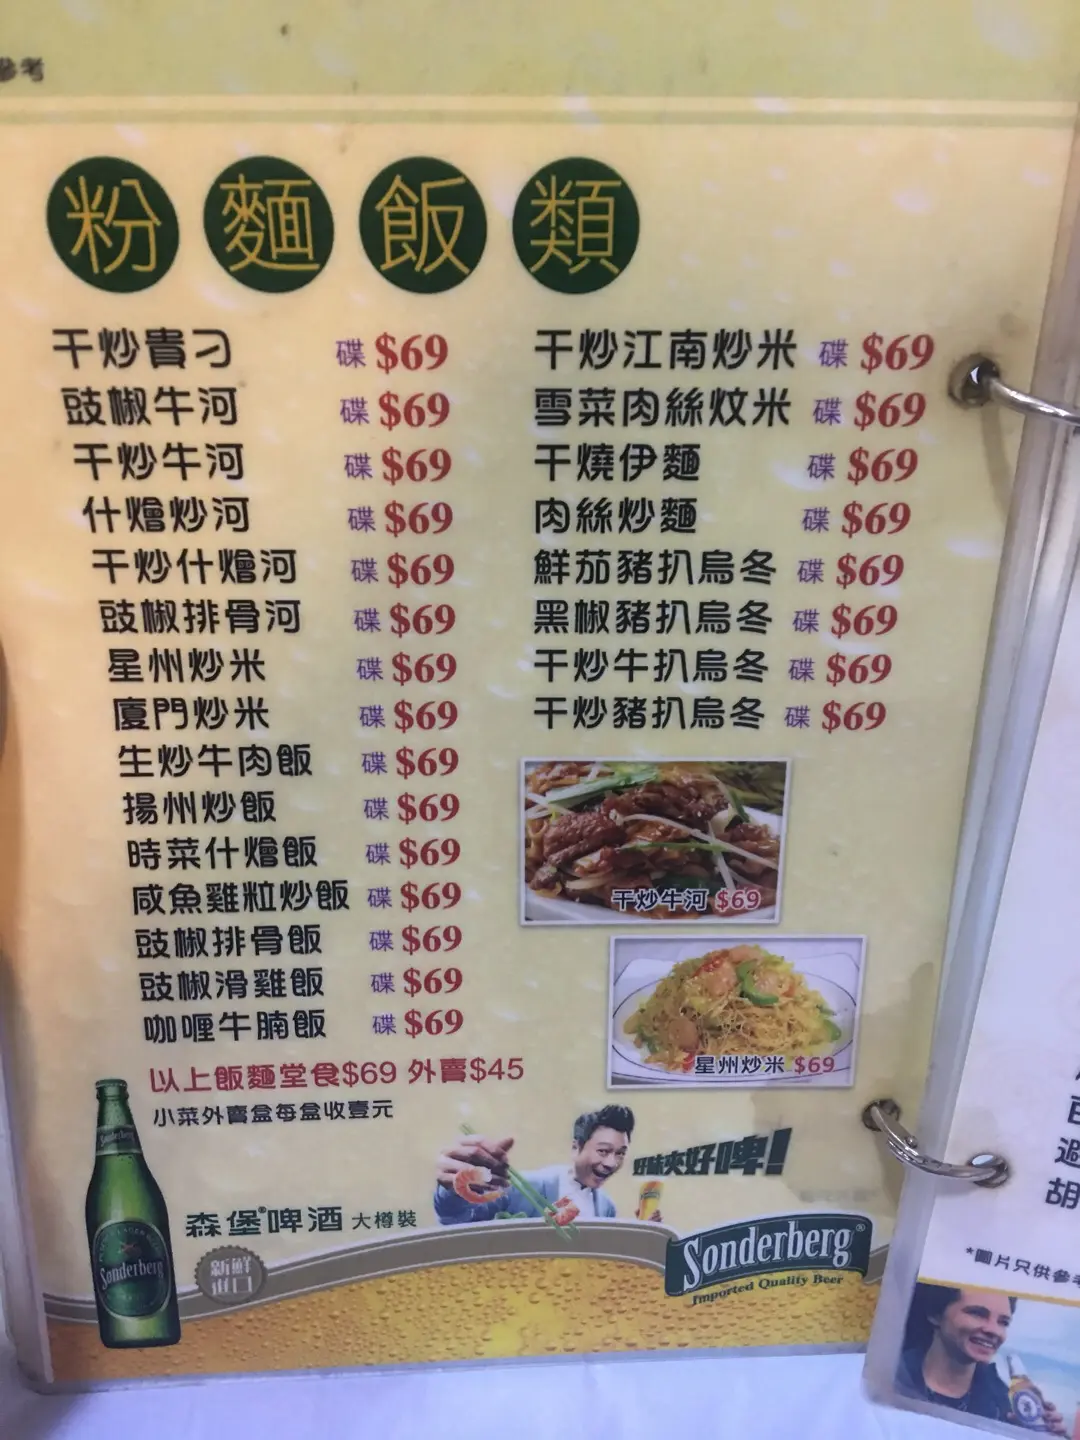 參考
粉麵飯類
干炒貴刁 碟 $69
豉椒牛河 碟 $69
干炒牛河 碟 $69
什燴炒河 碟 $69
干炒什燴河 碟 $69
豉椒排骨河 碟 $69
星州炒米 碟 $69
廈門炒米 碟 $69
生炒牛肉飯 碟 $69
揚州炒飯 碟 $69
時菜什燴飯 碟 $69
咸魚雞粒炒飯 碟 $69
豉椒排骨飯 碟 $69
豉椒滑雞飯 碟 $69
咖喱牛腩飯 碟 $69
干炒江南炒米 碟 $69
雪菜肉絲炆米 碟 $69
干燒伊麵 碟 $69
肉絲炒麵 碟 $69
鮮茄豬扒烏冬 碟 $69
黑椒豬扒烏冬 碟 $69
干炒牛扒烏冬 碟 $69
干炒豬扒烏冬 碟 $69
干炒牛河 $69
星州炒米 $69
以上飯麵堂食$69 外賣$45
小菜外賣盒每盒收壹元
好味夾好啤!
森堡®啤酒 大樽裝
新鮮
進口
Sonderberg
Sonderberg
Sonderberg®
Imported Quality Beer
胡
*圖片只供參考